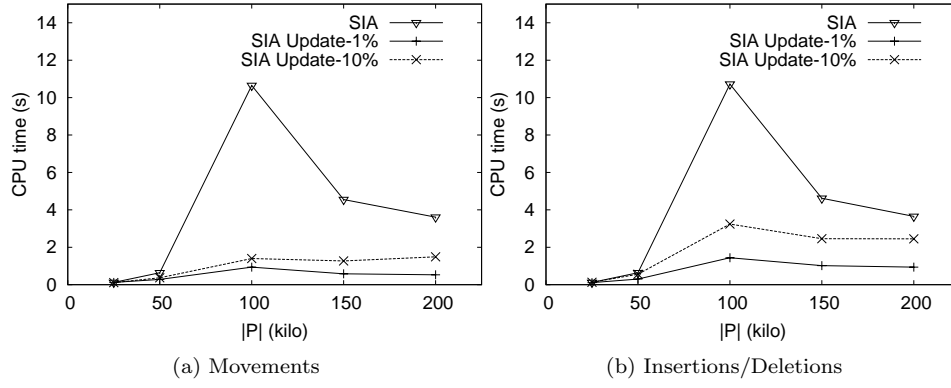 14
12
10
8
6
4
2
0
CPU time (s)
SIA
SIA Update-1%
SIA Update-10%
0 50 100 150 200
|P| (kilo)
(a) Movements
14
12
10
8
6
4
2
0
CPU time (s)
SIA
SIA Update-1%
SIA Update-10%
0 50 100 150 200
|P| (kilo)
(b) Insertions/Deletions